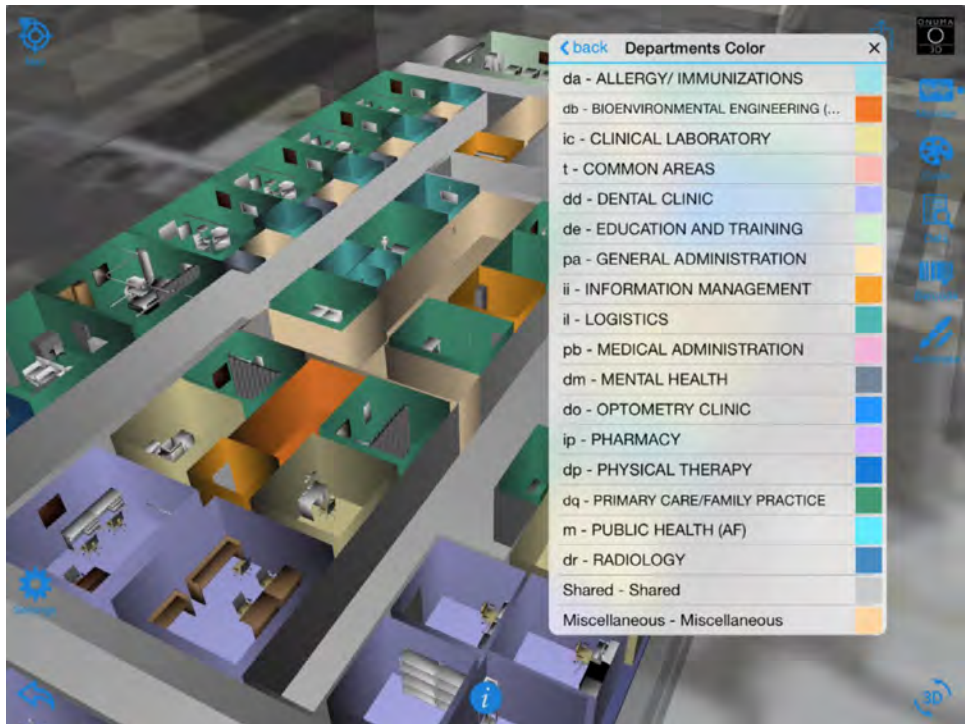 ONUMA
back Departments Color ×
da - ALLERGY/ IMMUNIZATIONS
db - BIOENVIRONMENTAL ENGINEERING (...
ic - CLINICAL LABORATORY
t - COMMON AREAS
dd - DENTAL CLINIC
de - EDUCATION AND TRAINING
pa - GENERAL ADMINISTRATION
ii - INFORMATION MANAGEMENT
il - LOGISTICS
pb - MEDICAL ADMINISTRATION
dm - MENTAL HEALTH
do - OPTOMETRY CLINIC
ip - PHARMACY
dp - PHYSICAL THERAPY
dq - PRIMARY CARE/FAMILY PRACTICE
m - PUBLIC HEALTH (AF)
dr - RADIOLOGY
Shared - Shared
Miscellaneous - Miscellaneous
Settings
i
3D